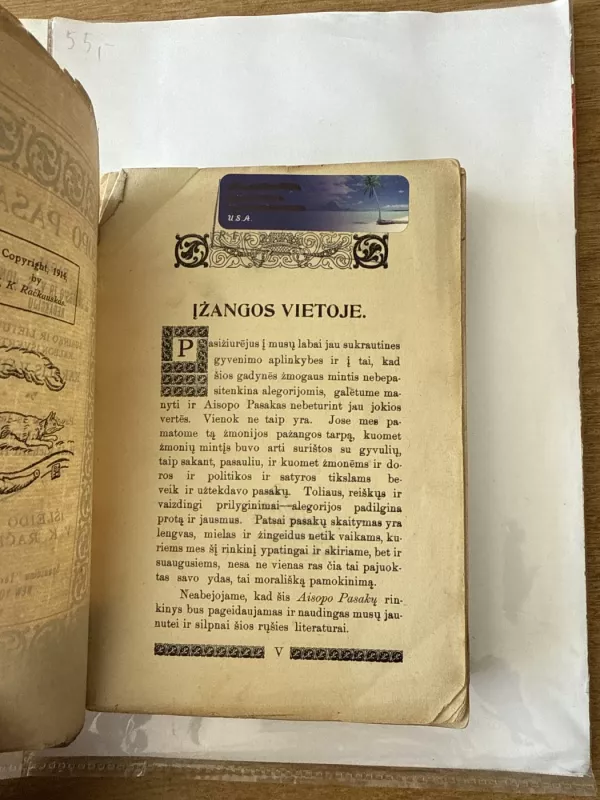 55,-
Copyright, 1916
by
K. Račkauskas.
U.S.A.
ĮŽANGOS VIETOJE.
Pasižiurėjus į musų labai jau sukrautines
gyvenimo aplinkybes ir į tai, kad
šios gadynės žmogaus mintis nebepa-
sitenkina alegorijomis, galėtume ma-
nyti ir Aisopo Pasakas nebeturint jau jokios
vertės. Vienok ne taip yra. Jose mes pa-
matome tą žmonijos pažangos tarpą, kuomet
žmonių mintįs buvo arti surištos su gyvulių,
taip sakant, pasauliu, ir kuomet žmonėms ir do-
ros ir politikos ir satyros tikslams be-
veik ir užtekdavo pasakų. Toliaus, reiškųs ir
vaizdingi prilyginimai—alegorijos padilgina
protą ir jausmus. Patsai pasakų skaitymas yra
lengvas, mielas ir žingeidus netik vaikams, ku-
riems mes šį rinkinį ypatingai ir skiriame, bet ir
suaugusiems, nesa ne vienas ras čia tai pajuok-
tas savo ydas, tai morališką pamokinimą.
Neabejojame, kad šis Aisopo Pasakų rin-
kinys bus pageidaujamas ir naudingas musų jau-
nutei ir silpnai šios rųšies literaturai.
V